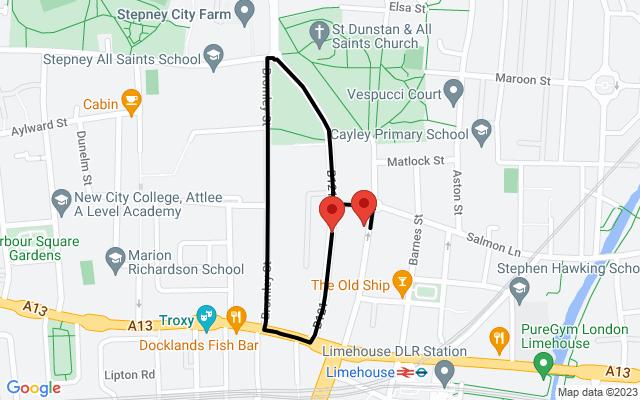 Stepney City Farm
Elsa St
St Dunstan & All
Saints Church
Stepney All Saints School
Maroon St
Vespucci Court
Cabin
Aylward St
Cayley Primary School
Dunelm St
Matlock St
Aston St
New City College, Attlee
A Level Academy
Barnes St
Salmon Ln
rbour Square
Gardens
Marion
Richardson School
Stephen Hawking School
The Old Ship
A13
A13
Troxy
Docklands Fish Bar
PureGym London
Limehouse
Limehouse DLR Station
Limehouse
A13
Lipton Rd
Google
Map data ©2023